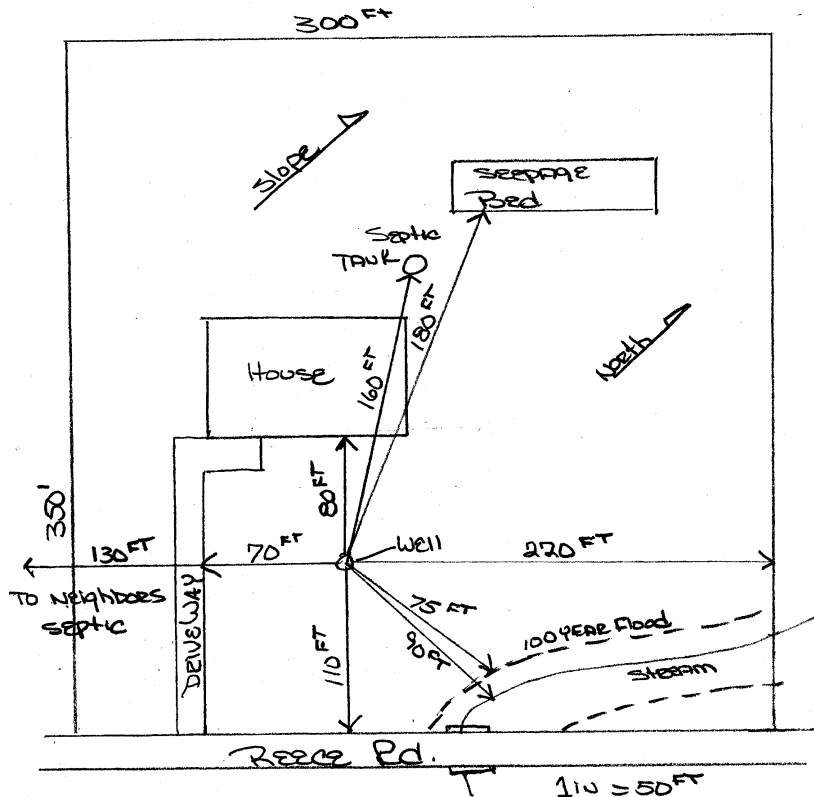 300 FT
Slope
SEEPAGE
Bed
Septic
TANK
180 FT
160 FT
North
House
80 FT
350'
130 FT
70 FT
Well
220 FT
TO NEIGHBORS
SEPTIC
DRIVEWAY
75 FT
90 FT
110 FT
100 YEAR Flood
STREAM
REECE Rd.
1 IN = 50 FT